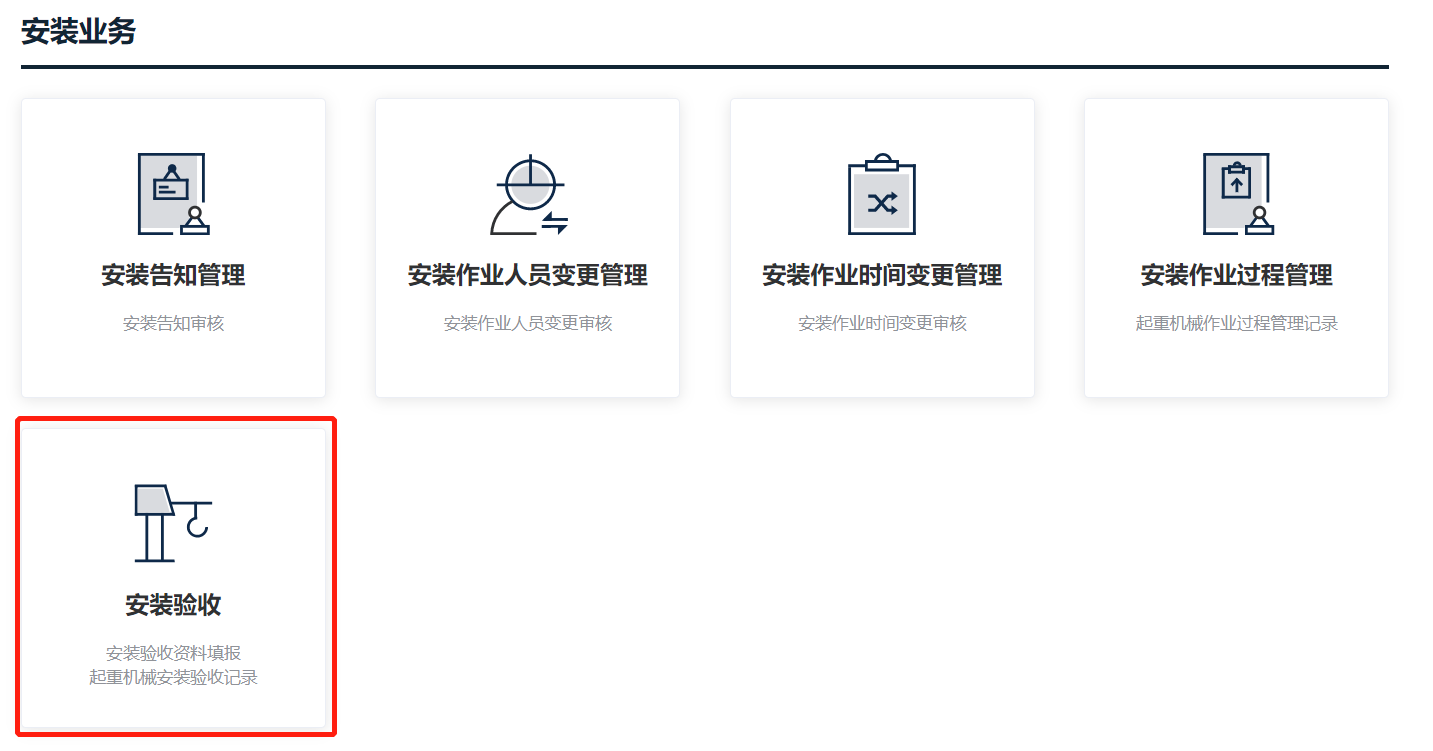 安装业务
安装告知管理
安装告知审核
安装作业人员变更管理
安装作业人员变更审核
安装作业时间变更管理
安装作业时间变更审核
安装作业过程管理
起重机械作业过程管理记录
安装验收
安装验收资料填报
起重机械安装验收记录